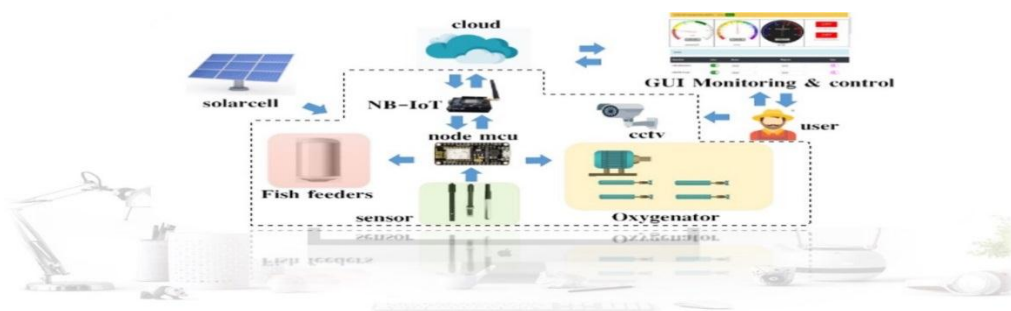 cloud
solarcell
NB-IoT
GUI Monitoring & control
node mcu
cctv
user
Fish feeders
sensor
Oxygenator